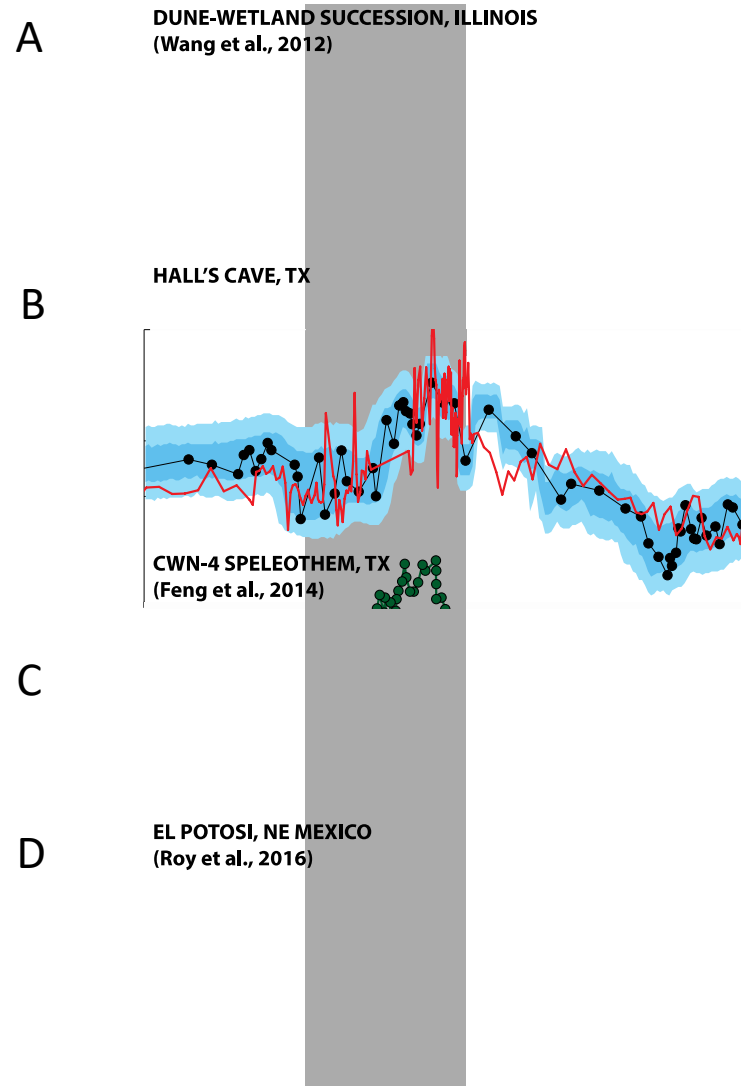 A
DUNE-WETLAND SUCCESSION, ILLINOIS
(Wang et al., 2012)
B
HALL'S CAVE, TX
CWN-4 SPELEOTHEM, TX
(Feng et al., 2014)
C
D
EL POTOSI, NE MEXICO
(Roy et al., 2016)